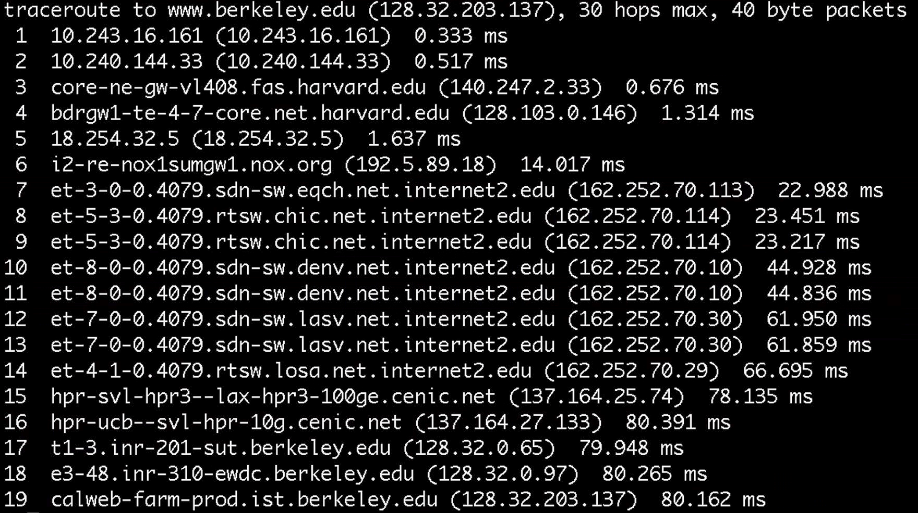 traceroute to www.berkeley.edu (128.32.203.137), 30 hops max, 40 byte packets
1 10.243.16.161 (10.243.16.161) 0.333 ms
2 10.240.144.33 (10.240.144.33) 0.517 ms
3 core-ne-gw-vl408.fas.harvard.edu (140.247.2.33) 0.676 ms
4 bdrgw1-te-4-7-core.net.harvard.edu (128.103.0.146) 1.314 ms
5 18.254.32.5 (18.254.32.5) 1.637 ms
6 i2-re-nox1sumgw1.nox.org (192.5.89.18) 14.017 ms
7 et-3-0-0.4079.sdn-sw.eqch.net.internet2.edu (162.252.70.113) 22.988 ms
8 et-5-3-0.4079.rtsw.chic.net.internet2.edu (162.252.70.114) 23.451 ms
9 et-5-3-0.4079.rtsw.chic.net.internet2.edu (162.252.70.114) 23.217 ms
10 et-8-0-0.4079.sdn-sw.denv.net.internet2.edu (162.252.70.10) 44.928 ms
11 et-8-0-0.4079.sdn-sw.denv.net.internet2.edu (162.252.70.10) 44.836 ms
12 et-7-0-0.4079.sdn-sw.lasv.net.internet2.edu (162.252.70.30) 61.950 ms
13 et-7-0-0.4079.sdn-sw.lasv.net.internet2.edu (162.252.70.30) 61.859 ms
14 et-4-1-0.4079.rtsw.losa.net.internet2.edu (162.252.70.29) 66.695 ms
15 hpr-svl-hpr3--lax-hpr3-100ge.cenic.net (137.164.25.74) 78.135 ms
16 hpr-ucb--svl-hpr-10g.cenic.net (137.164.27.133) 80.391 ms
17 t1-3.inr-201-sut.berkeley.edu (128.32.0.65) 79.948 ms
18 e3-48.inr-310-ewdc.berkeley.edu (128.32.0.97) 80.265 ms
19 calweb-farm-prod.ist.berkeley.edu (128.32.203.137) 80.162 ms